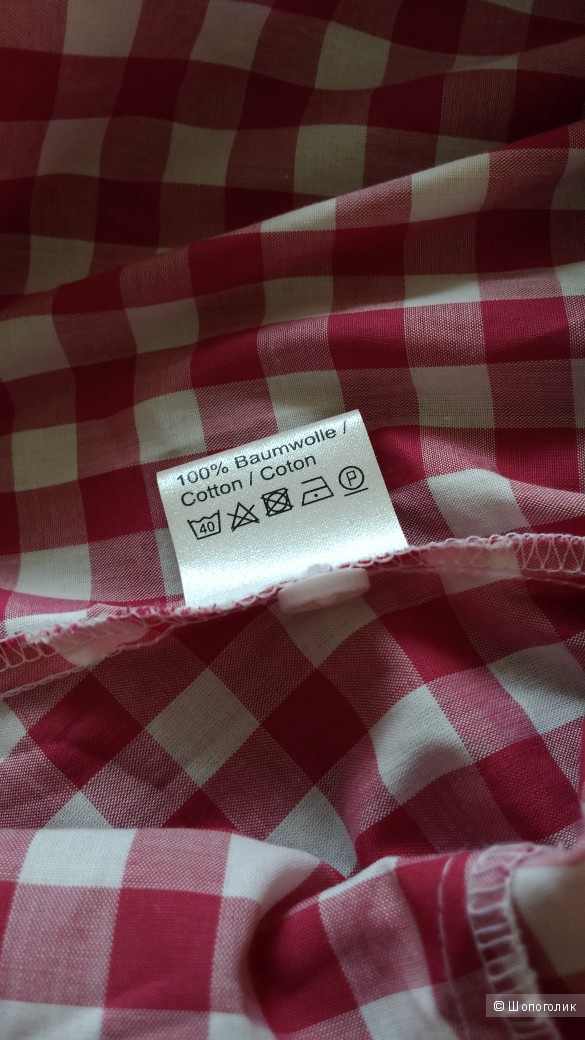 100% Baumwolle /
Cotton / Coton
40 P
© Шопоголик